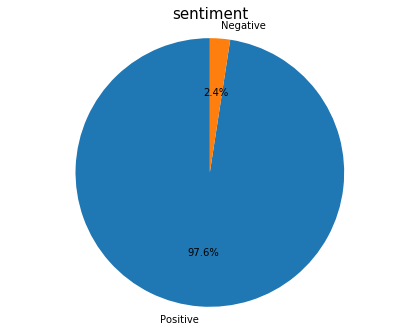 sentiment
Negative
2.4%
97.6%
Positive